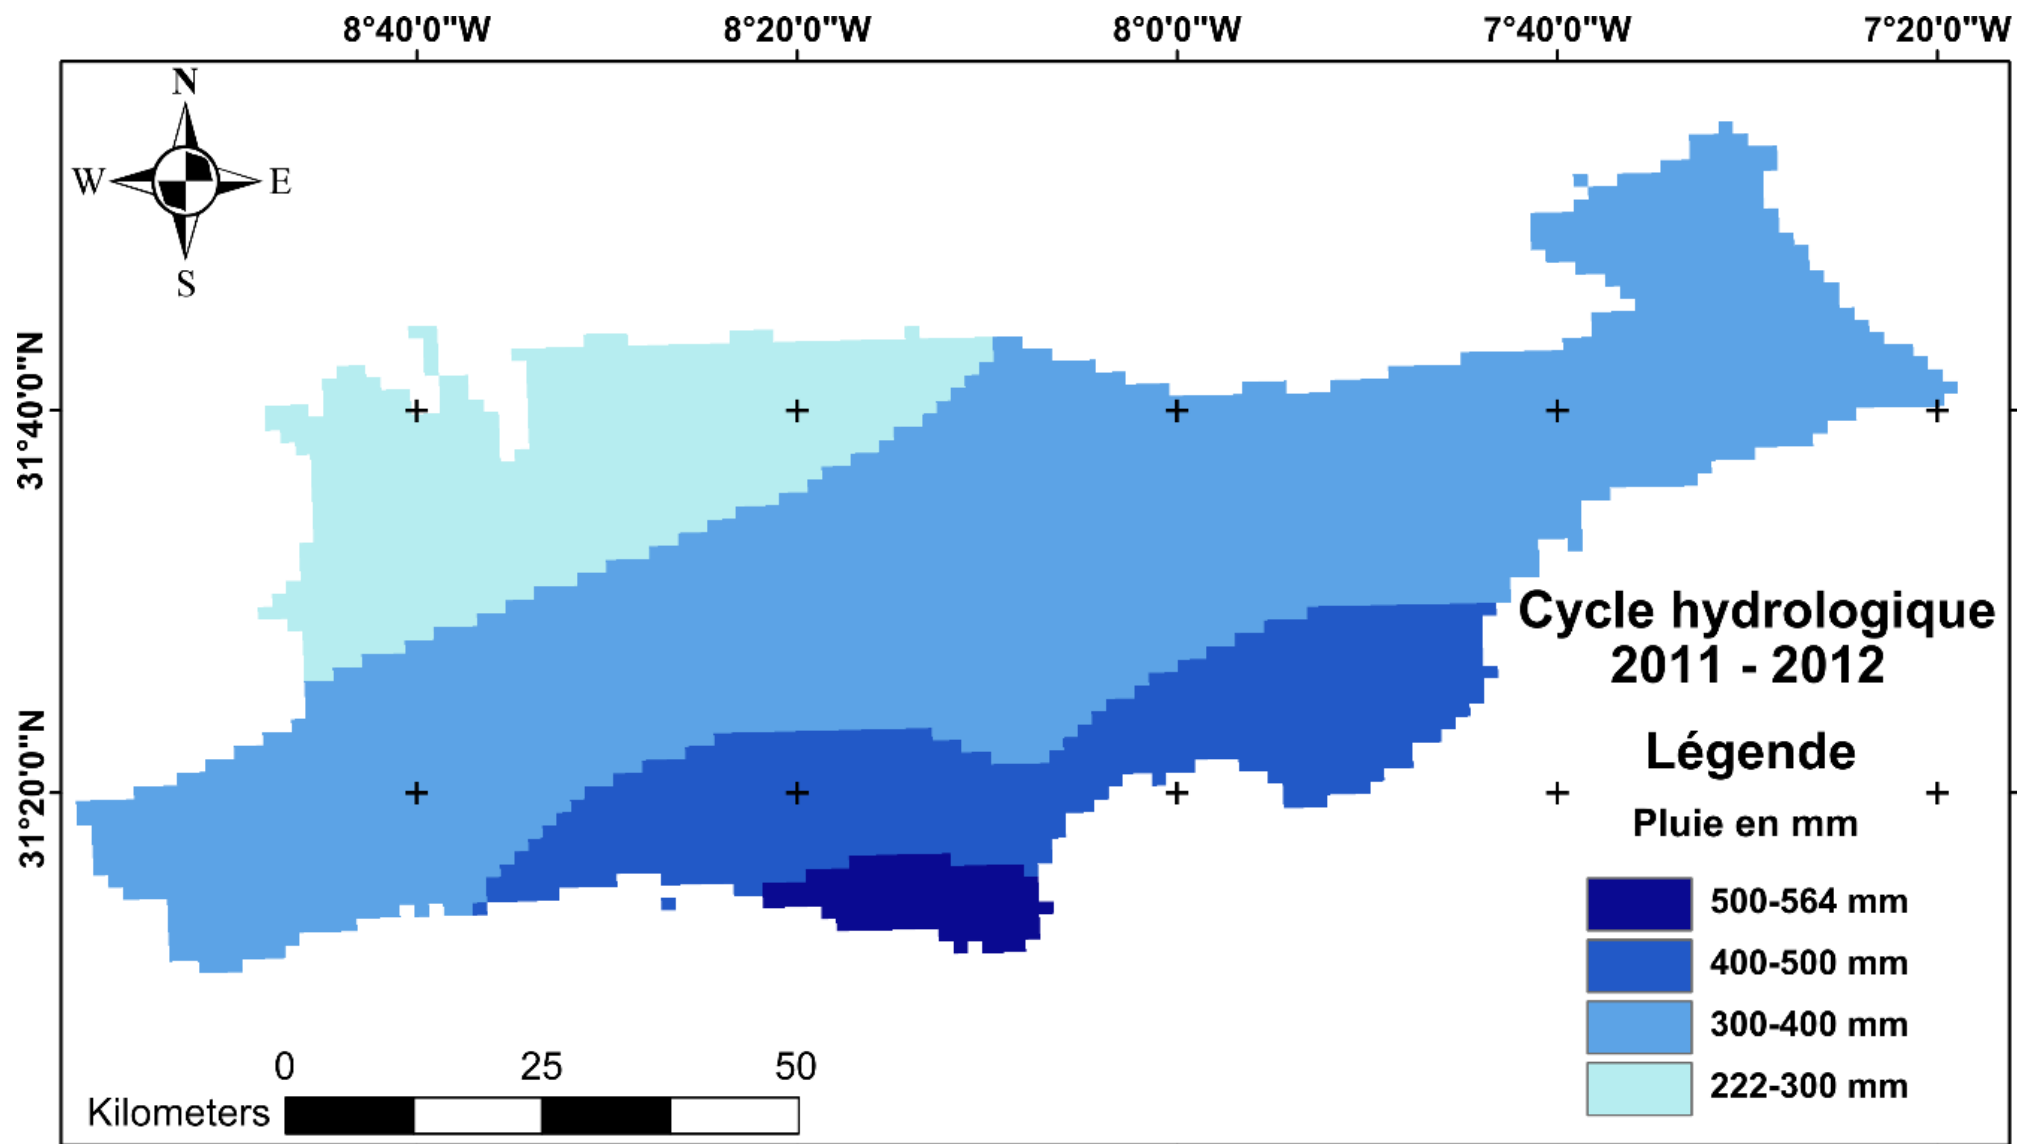 8°40'0"W 8°20'0"W 8°0'0"W 7°40'0"W 7°20'0"W
N
W E
S
31°40'0"N
31°20'0"N
Cycle hydrologique
2011 - 2012
Légende
Pluie en mm
500-564 mm
400-500 mm
300-400 mm
222-300 mm
0 25 50
Kilometers